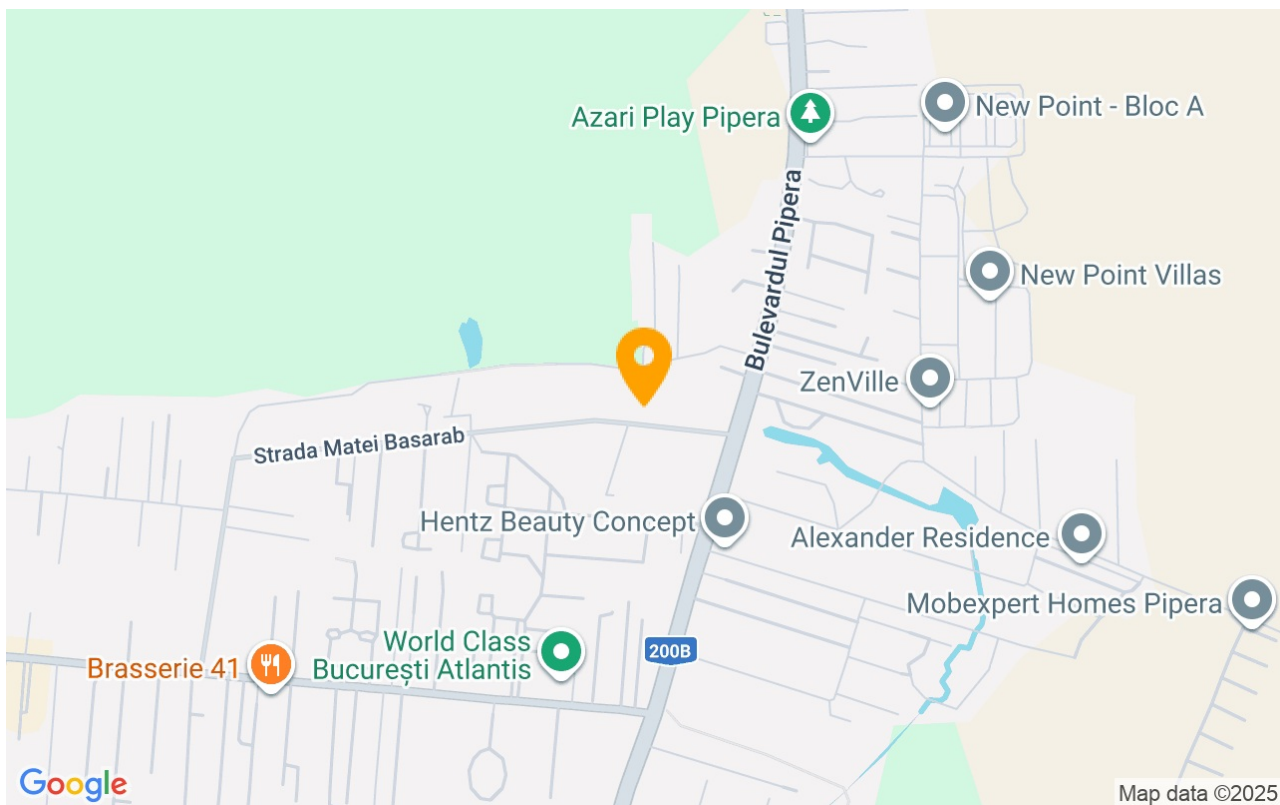 Azari Play Pipera
New Point - Bloc A
Bulevardul Pipera
New Point Villas
ZenVille
Strada Matei Basarab
Hentz Beauty Concept
Alexander Residence
Mobexpert Homes Pipera
World Class
București Atlantis
200B
Brasserie 41
Google
Map data ©2025